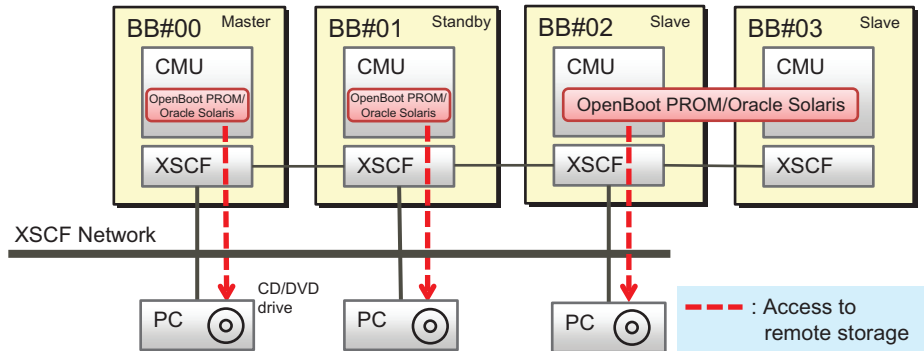 BB#00 Master
CMU
OpenBoot PROM/
Oracle Solaris
XSCF
BB#01 Standby
CMU
OpenBoot PROM/
Oracle Solaris
XSCF
BB#02 Slave
CMU
BB#03 Slave
CMU
OpenBoot PROM/Oracle Solaris
XSCF
XSCF
XSCF Network
PC
CD/DVD
drive
PC
PC
: Access to
remote storage